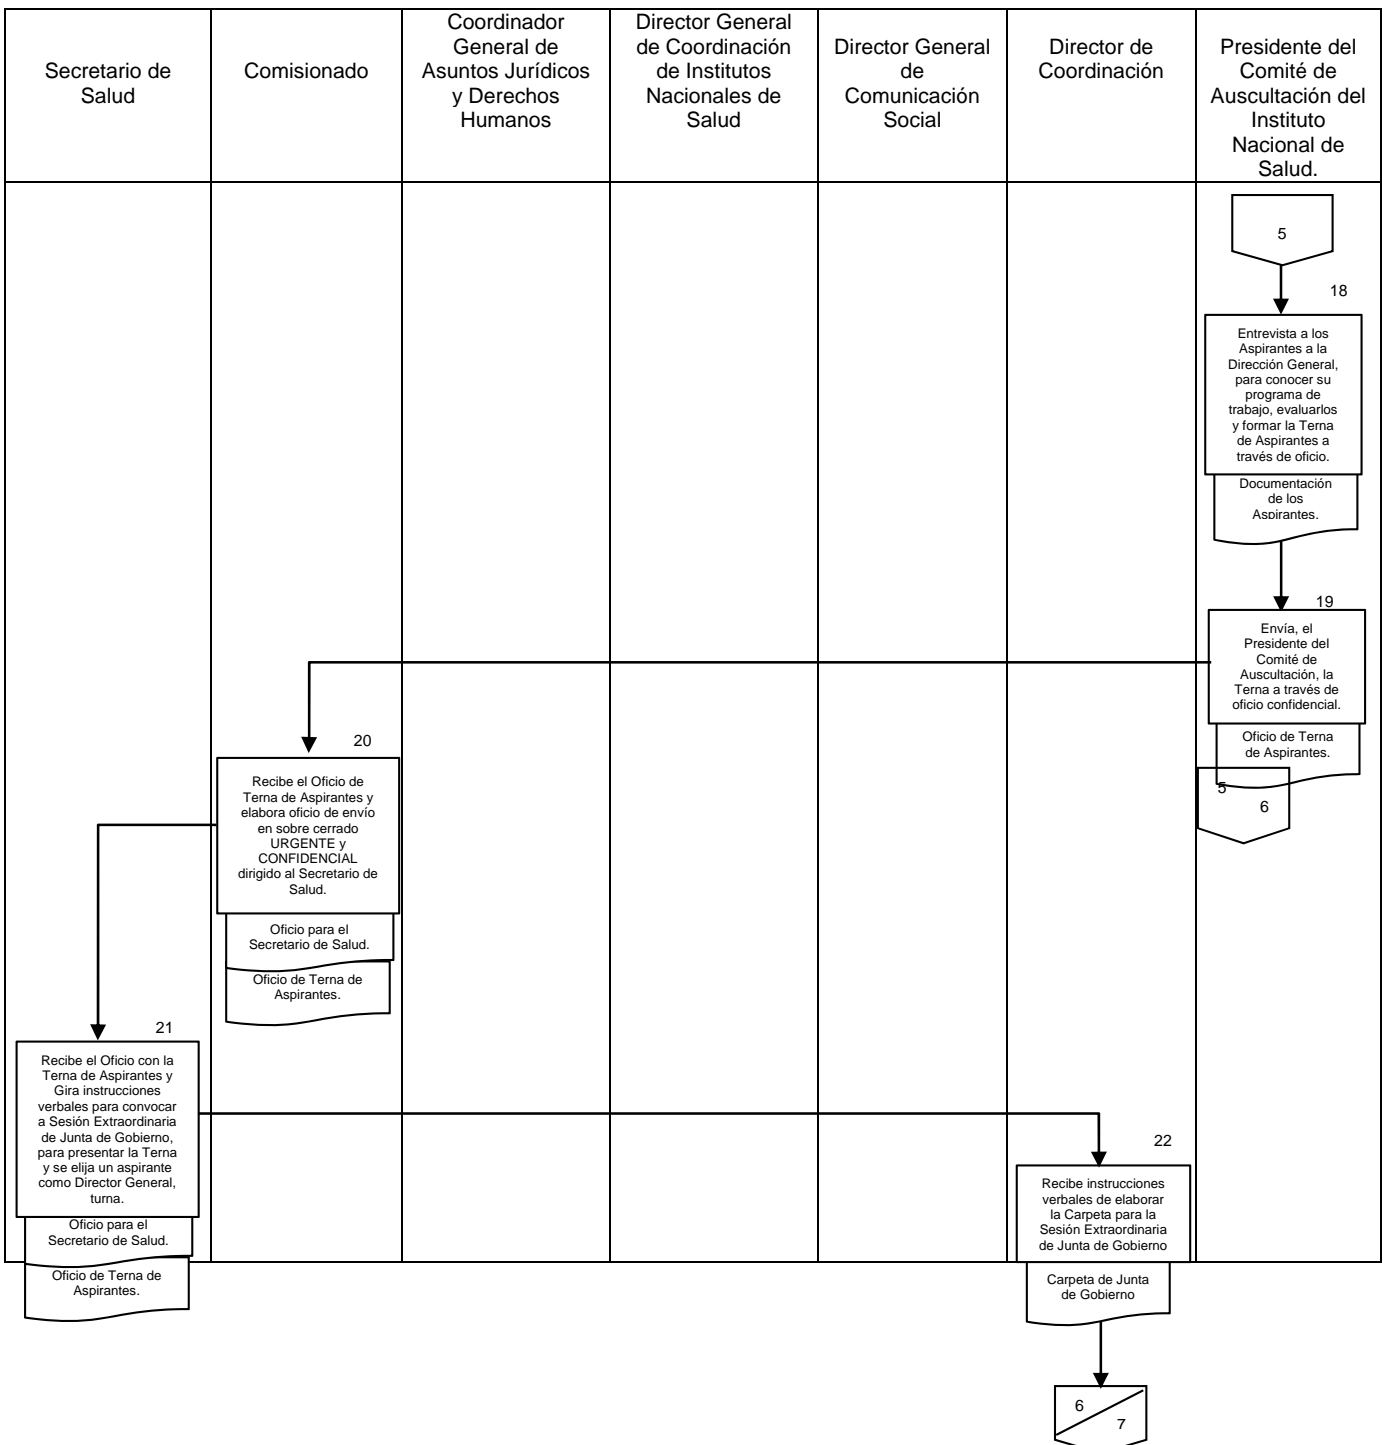 Secretario de
Salud
Comisionado
Coordinador
General de
Asuntos Jurídicos
y Derechos
Humanos
Director General
de Coordinación
de Institutos
Nacionales de
Salud
Director General
de
Comunicación
Social
Director de
Coordinación
Presidente del
Comité de
Auscultación del
Instituto
Nacional de
Salud.
5
18
Entrevista a los
Aspirantes a la
Dirección General,
para conocer su
programa de
trabajo, evaluarlos
y formar la Terna
de Aspirantes a
través de oficio.
Documentación
de los
Aspirantes.
19
Envía, el
Presidente del
Comité de
Auscultación, la
Terna a través de
oficio confidencial.
Oficio de Terna
de Aspirantes.
5
6
20
Recibe el Oficio de
Terna de Aspirantes y
elabora oficio de envío
en sobre cerrado
URGENTE y
CONFIDENCIAL
dirigido al Secretario de
Salud.
Oficio para el
Secretario de Salud.
Oficio de Terna de
Aspirantes.
21
Recibe el Oficio con la
Terna de Aspirantes y
Gira instrucciones
verbales para convocar
a Sesión Extraordinaria
de Junta de Gobierno,
para presentar la Terna
y se elija un aspirante
como Director General,
turna.
Oficio para el
Secretario de Salud.
Oficio de Terna de
Aspirantes.
22
Recibe instrucciones
verbales de elaborar
la Carpeta para la
Sesión Extraordinaria
de Junta de Gobierno
Carpeta de Junta
de Gobierno
6
7